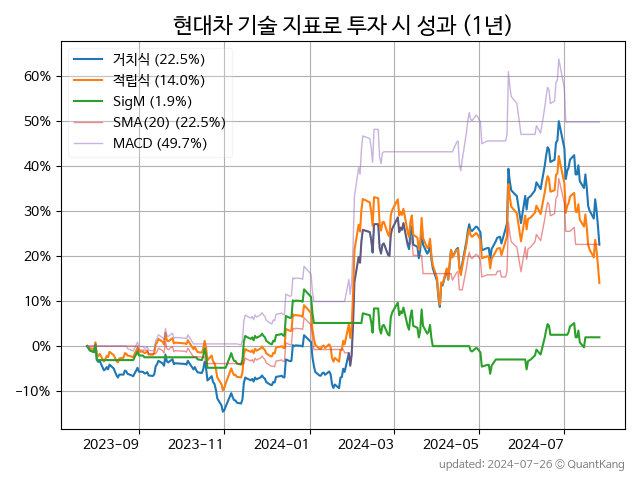 현대차 기술 지표로 투자 시 성과 (1년)
거치식 (22.5%)
적립식 (14.0%)
SigM (1.9%)
SMA(20) (22.5%)
MACD (49.7%)
60%
50%
40%
30%
20%
10%
0%
−10%
2023-09
2023-11
2024-01
2024-03
2024-05
2024-07
updated: 2024-07-26 © QuantKang